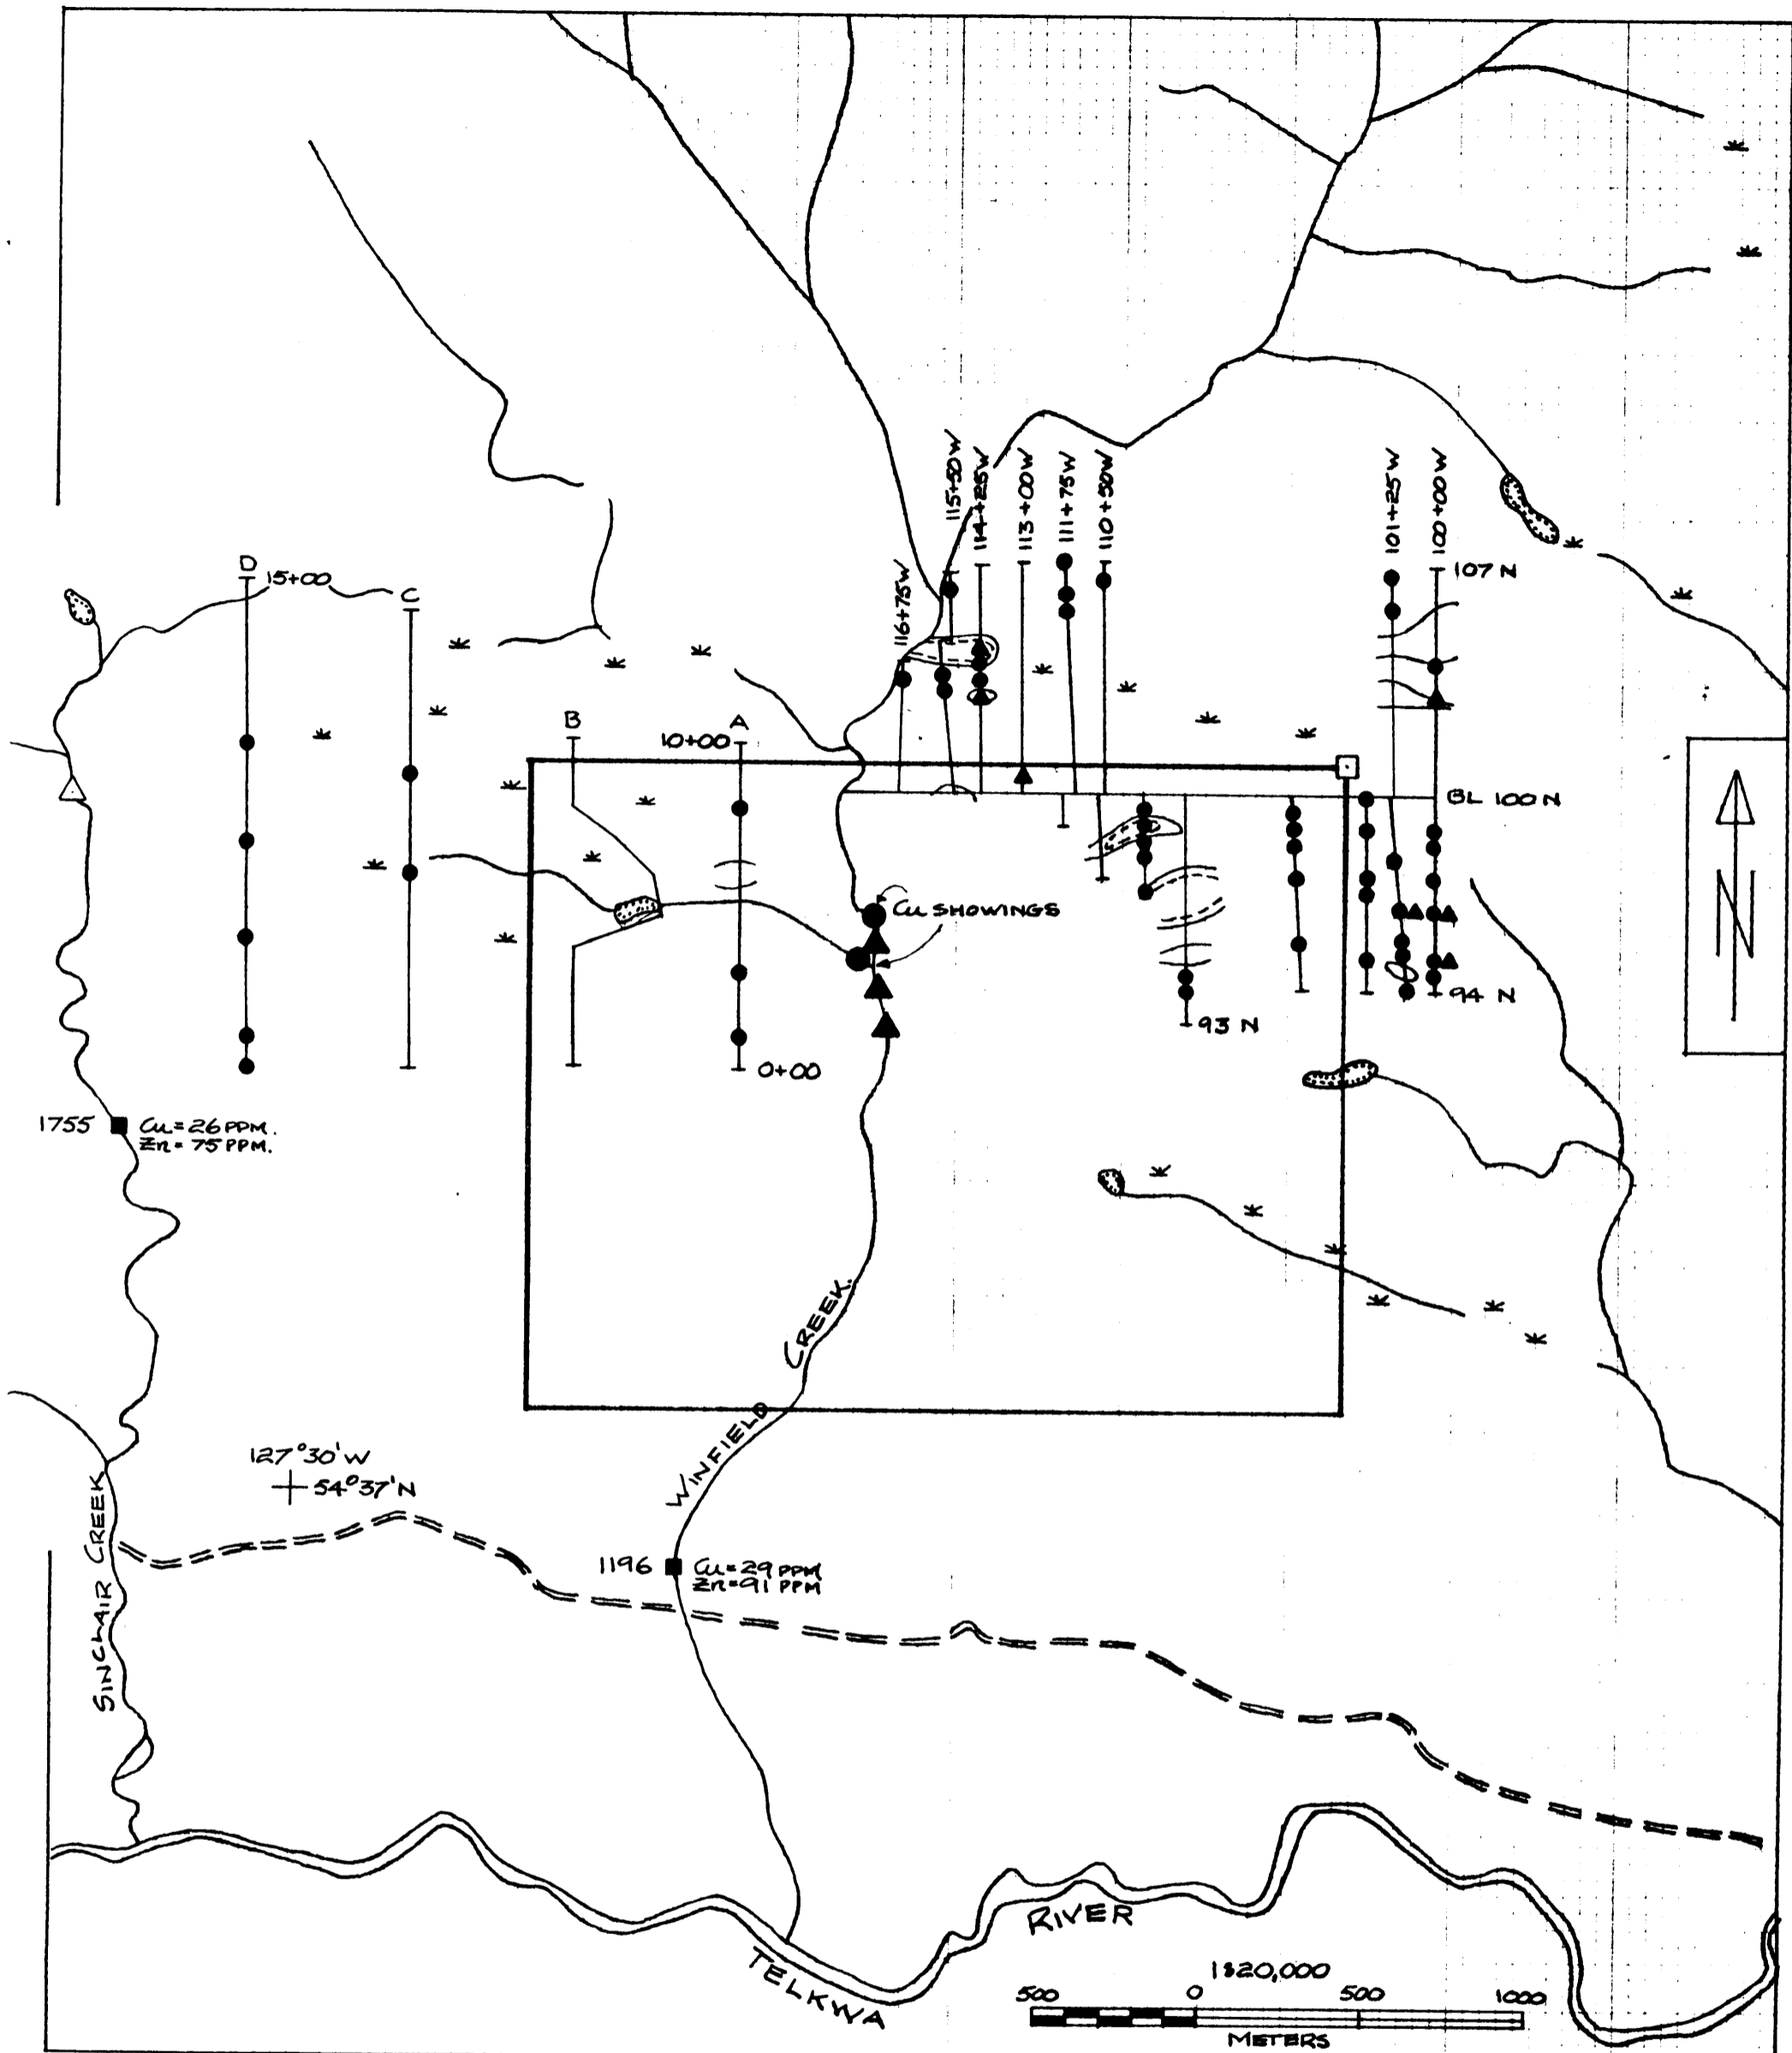 115+50W
114+25W
113+00W
111+75W
110+50W
101+25W
100+00W
116+75W
107 N
D
15+00
C
B
A
10+00
BL 100 N
Cu SHOWINGS
94 N
93 N
0+00
N
1755
Cu = 26 PPM.
Zn = 75 PPM.
CREEK.
WINFIELD
127°30'W
54°37'N
SINCLAIR CREEK
1196
Cu = 29 PPM
Zn = 91 PPM
RIVER
TELKWA
1:20,000
500 0 500 1000
METERS